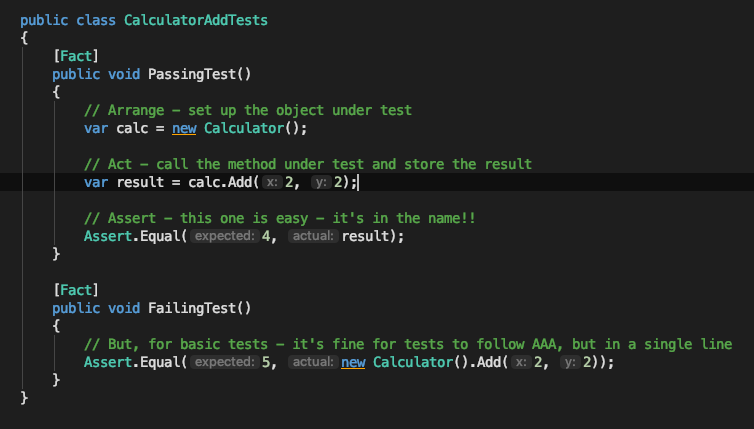 public class CalculatorAddTests
{
    [Fact]
    public void PassingTest()
    {
        // Arrange – set up the object under test
        var calc = new Calculator();

        // Act – call the method under test and store the result
        var result = calc.Add( x: 2, y: 2);

        // Assert – this one is easy – it's in the name!!
        Assert.Equal( expected: 4, actual: result);
    }

    [Fact]
    public void FailingTest()
    {
        // But, for basic tests – it's fine for tests to follow AAA, but in a single line
        Assert.Equal( expected: 5, actual: new Calculator().Add( x: 2, y: 2));
    }
}